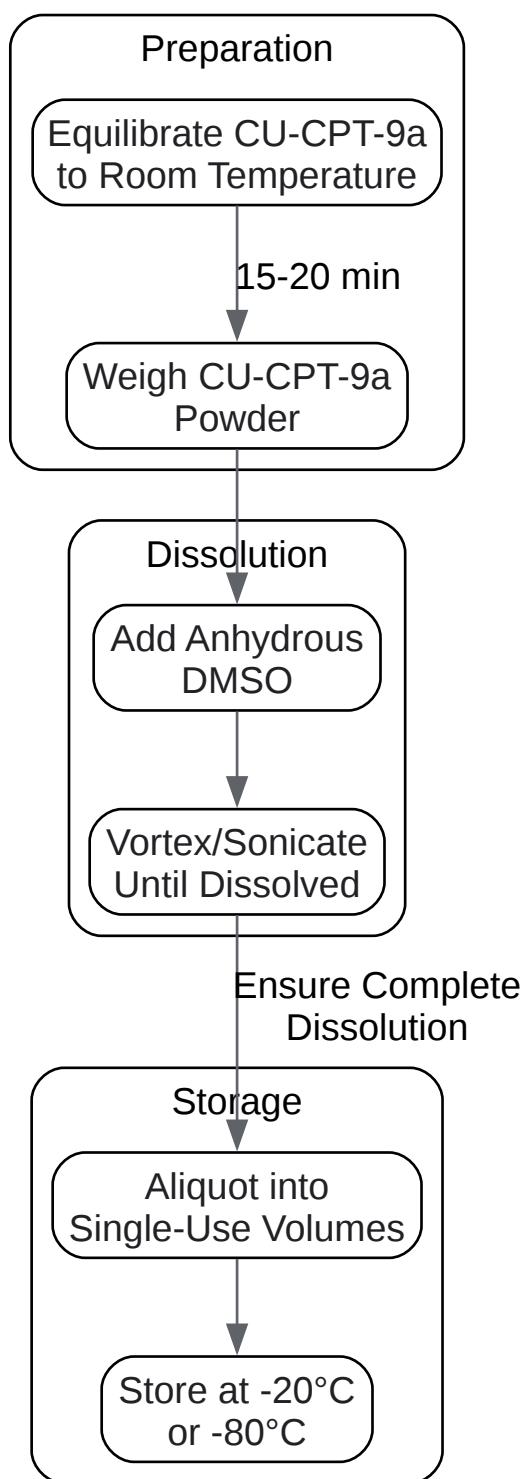 Preparation
Equilibrate CU-CPT-9a
to Room Temperature
15-20 min
Weigh CU-CPT-9a
Powder
Dissolution
Add Anhydrous
DMSO
Vortex/Sonicate
Until Dissolved
Ensure Complete
Dissolution
Storage
Aliquot into
Single-Use Volumes
Store at -20°C
or -80°C